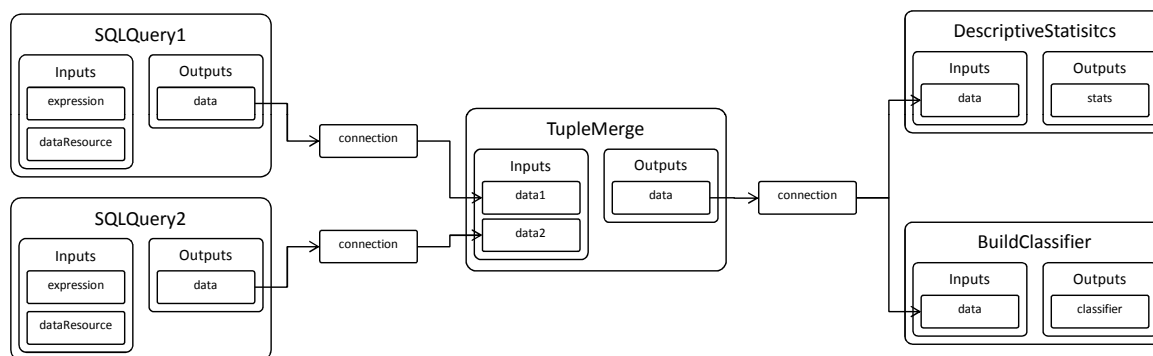 SQLQuery1
Inputs
expression
dataResource
Outputs
data
connection
SQLQuery2
Inputs
expression
dataResource
Outputs
data
connection
TupleMerge
Inputs
data1
data2
Outputs
data
connection
DescriptiveStatisitcs
Inputs
data
Outputs
stats
BuildClassifier
Inputs
data
Outputs
classifier